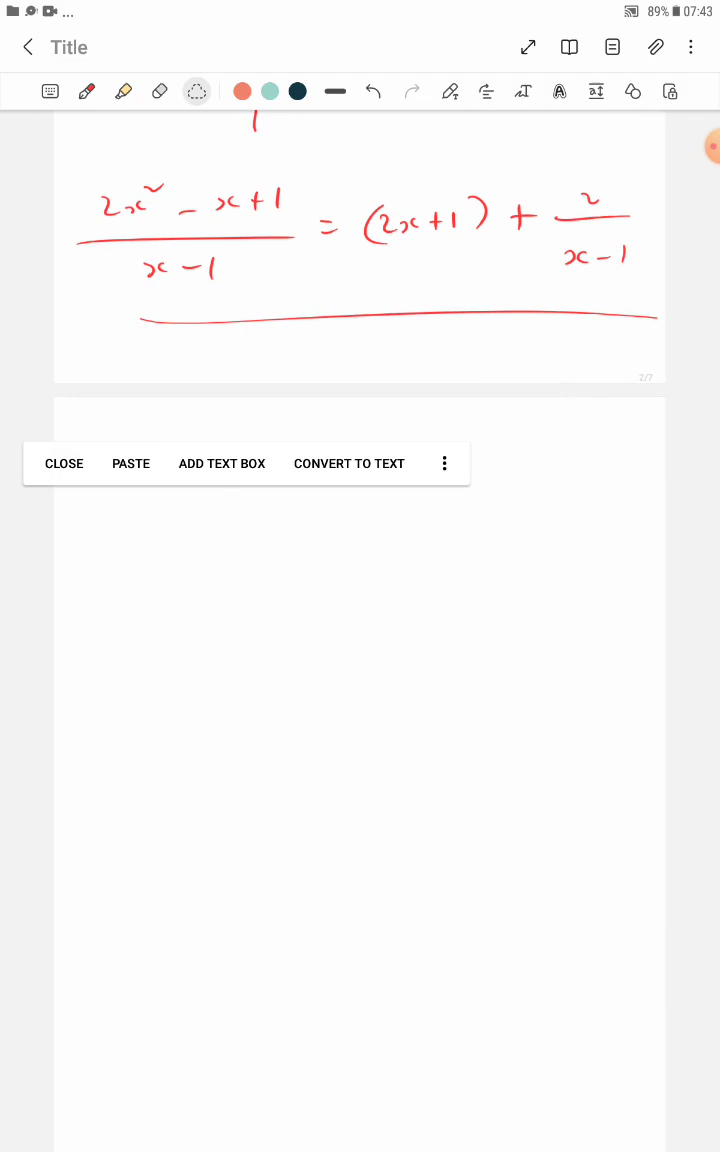 ... 89% 07:43
Title
2x² - x + 1 / x - 1 = (2x + 1) + 2 / x - 1
2/7
CLOSE PASTE ADD TEXT BOX CONVERT TO TEXT